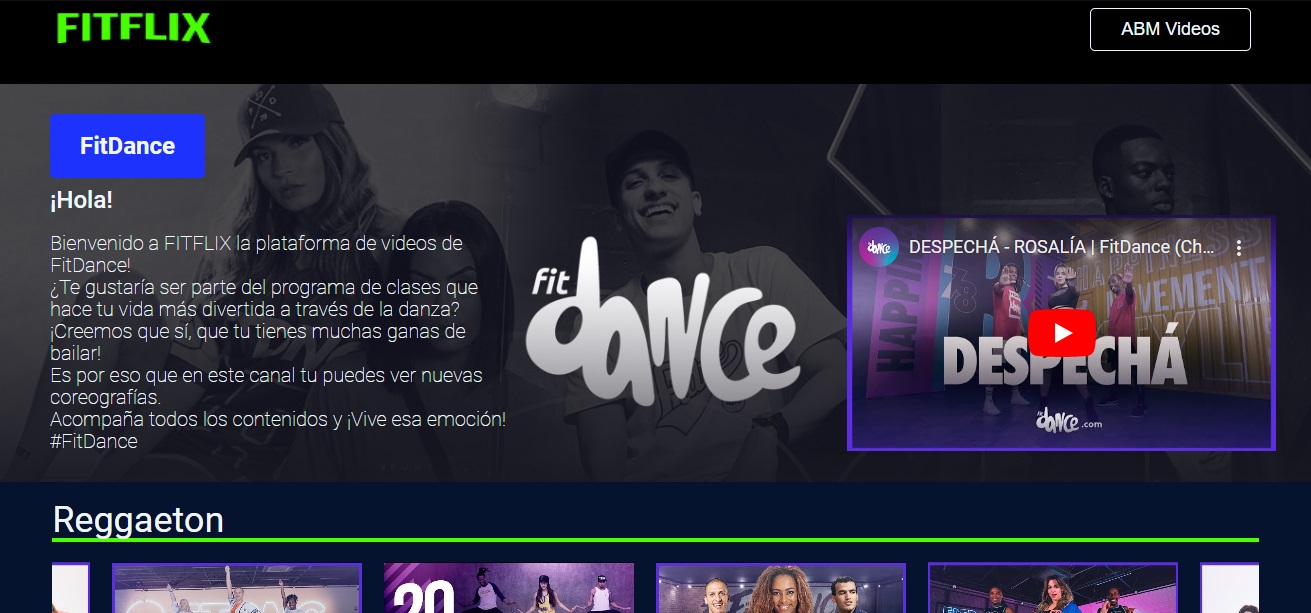 FITFLIX
ABM Videos
FitDance
¡Hola!
Bienvenido a FITFLIX la plataforma de videos de
FitDance!
¿Te gustaría ser parte del programa de clases que
hace tu vida más divertida a través de la danza?
¡Creemos que sí, que tu tienes muchas ganas de
bailar!
Es por eso que en este canal tu puedes ver nuevas
coreografías.
Acompaña todos los contenidos y ¡Vive esa emoción!
#FitDance
fit
dance
dance
DESPECHÁ - ROSALÍA | FitDance (Ch...
HAPPIN
VEMENT
DESPECHÁ
fit dance.com
Reggaeton
20